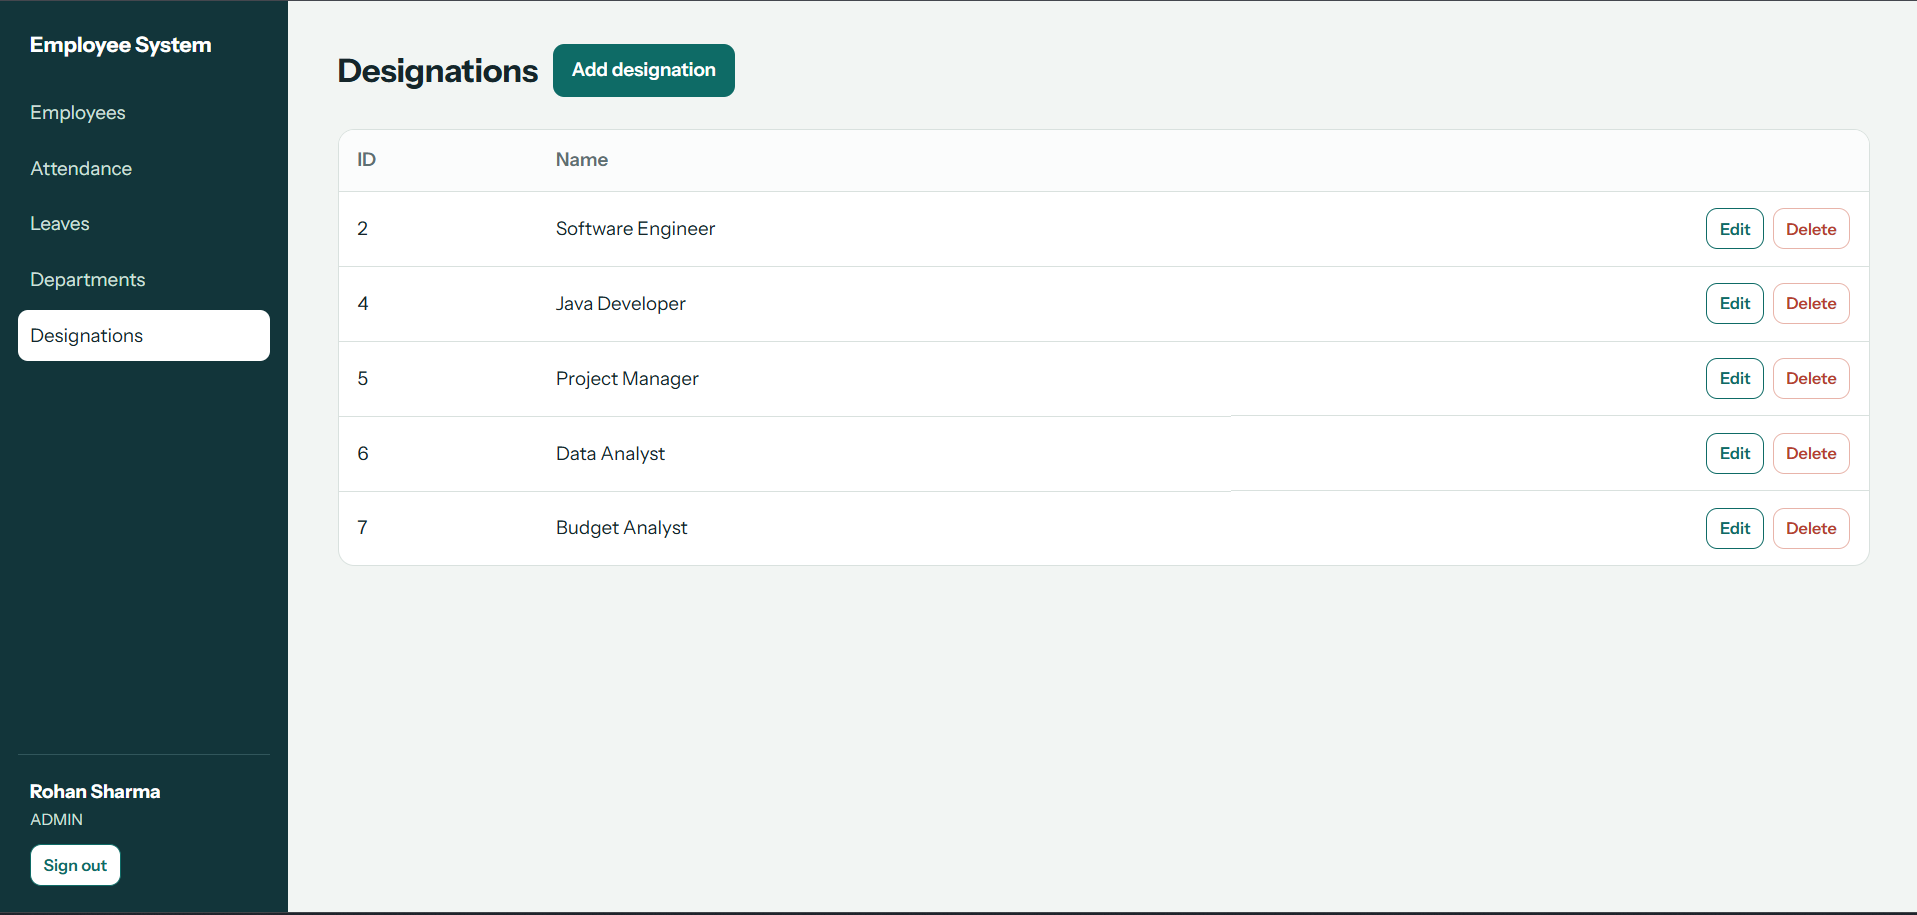 Employee System
Employees
Attendance
Leaves
Departments
Designations
Rohan Sharma
ADMIN
Sign out
Designations Add designation
ID Name
2 Software Engineer Edit Delete
4 Java Developer Edit Delete
5 Project Manager Edit Delete
6 Data Analyst Edit Delete
7 Budget Analyst Edit Delete